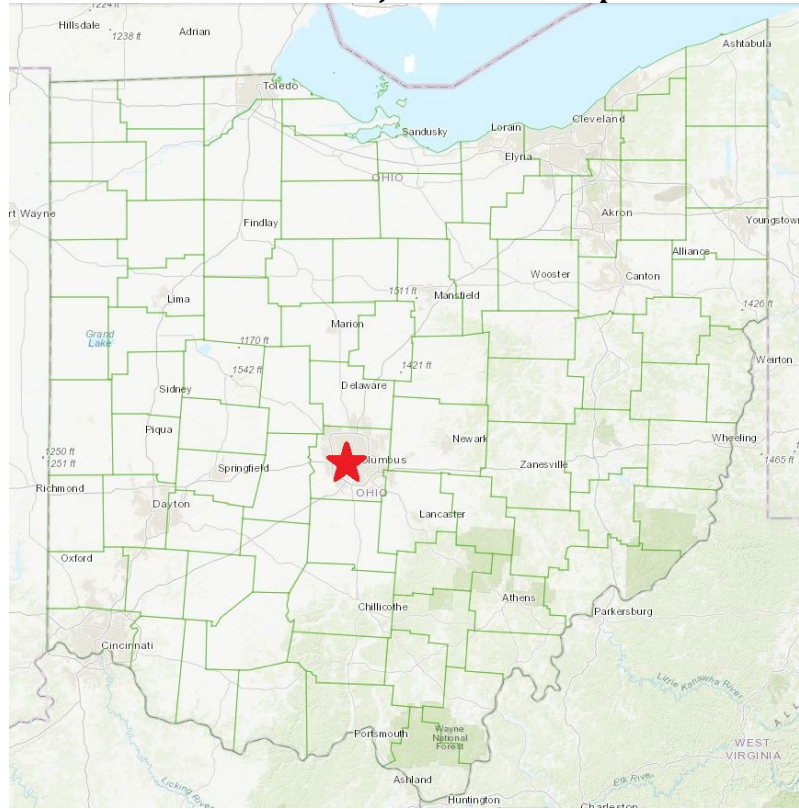 1224 ft
Hillsdale
1238 ft
Adrian
Ashtabula
Toledo
Sandusky
Lorain
Cleveland
Elyria
OHIO
rt Wayne
Findlay
Akron
Youngstown
Alliance
Wooster
Canton
Lima
1511 ft
Mansfield
1426 ft
Marion
Grand
Lake
1170 ft
1421 ft
1542 ft
Weirton
Sidney
Delaware
Piqua
Newark
Wheeling
1250 ft
1251 ft
Springfield
olumbus
Zanesville
1465 ft
Richmond
OHIO
Dayton
Lancaster
Oxford
Athens
Chillicothe
Parkersburg
Cincinnati
Little Kanawha River
Portsmouth
Wayne
National
Forest
WEST
VIRGINIA
Ashland
Licking River
Elk River
Huntington
Charleston